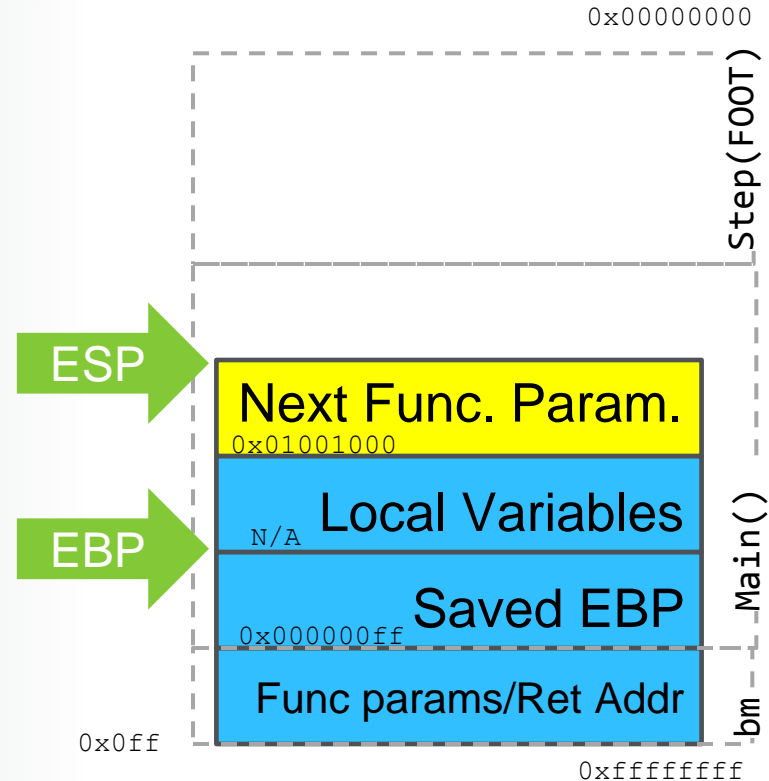 0x00000000
Step(FOOT)
ESP
Next Func. Param.
0x01001000
Local Variables
N/A
EBP
Main()
Saved EBP
0x000000ff
Func params/Ret Addr
bm
0x0ff
0xffffffff